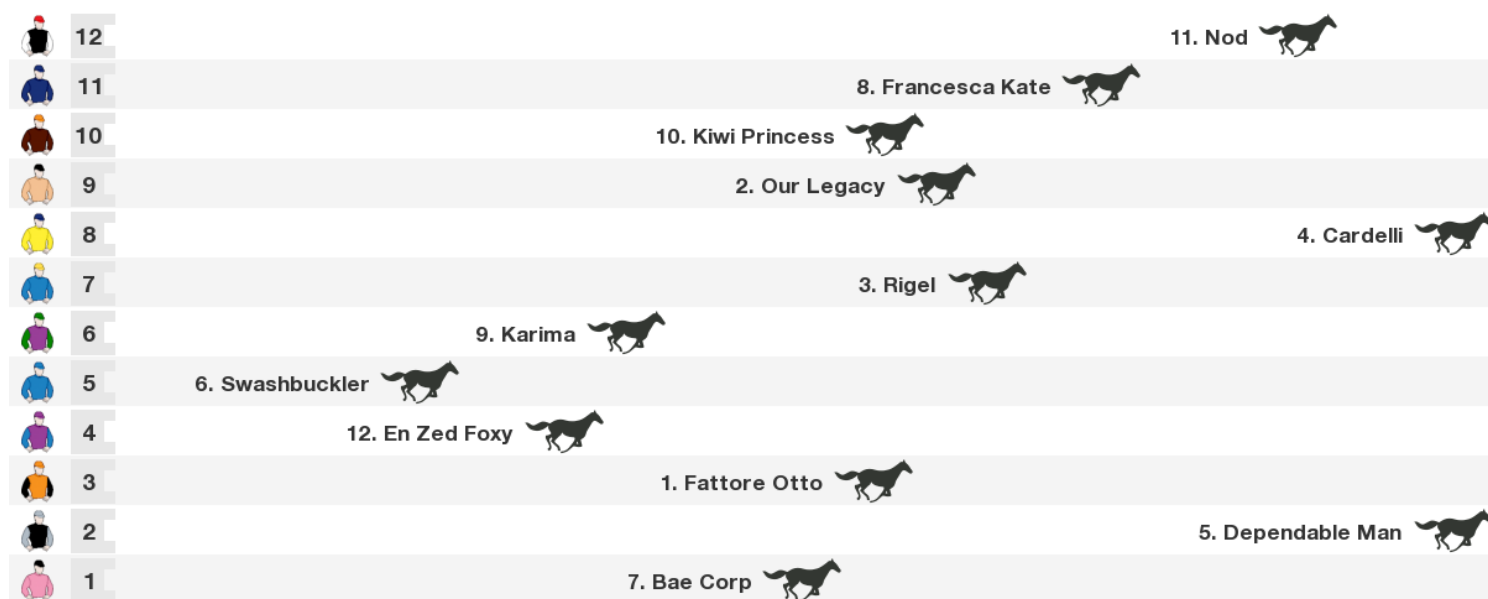 12 11. Nod
11 8. Francesca Kate
10 10. Kiwi Princess
9 2. Our Legacy
8 4. Cardelli
7 3. Rigel
6 9. Karima
5 6. Swashbuckler
4 12. En Zed Foxy
3 1. Fattore Otto
2 5. Dependable Man
1 7. Bae Corp